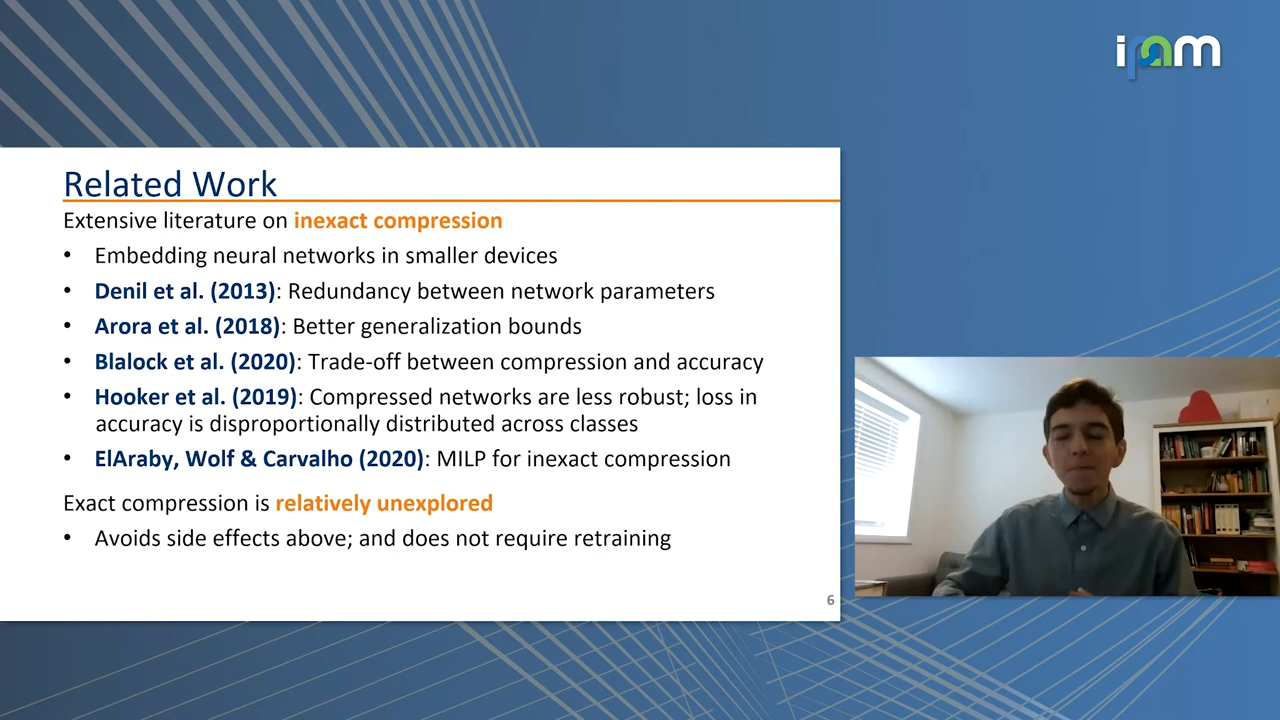 ipam
Related Work
Extensive literature on inexact compression
• Embedding neural networks in smaller devices
• Denil et al. (2013): Redundancy between network parameters
• Arora et al. (2018): Better generalization bounds
• Blalock et al. (2020): Trade-off between compression and accuracy
• Hooker et al. (2019): Compressed networks are less robust; loss in
accuracy is disproportionally distributed across classes
• ElAraby, Wolf & Carvalho (2020): MILP for inexact compression
Exact compression is relatively unexplored
• Avoids side effects above; and does not require retraining
6